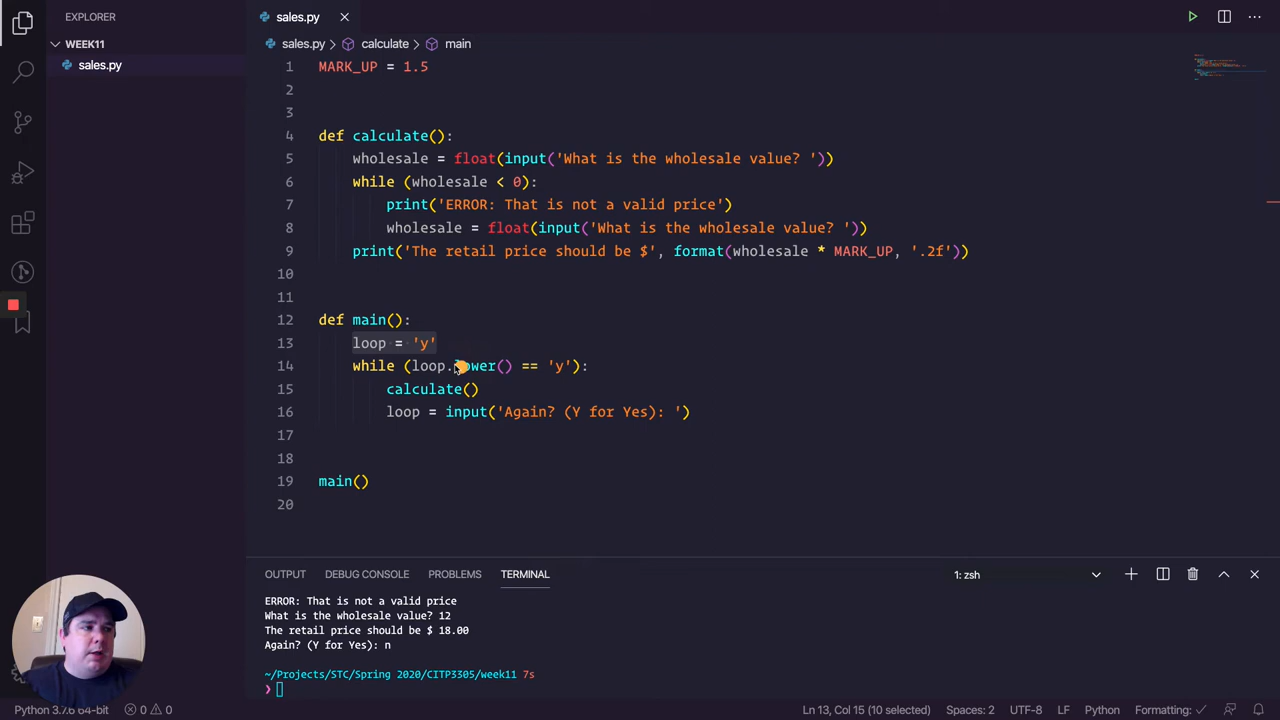 EXPLORER
WEEK11
sales.py
sales.py
sales.py > calculate > main
1 MARK_UP = 1.5
2
3
4 def calculate():
5 wholesale = float(input('What is the wholesale value? '))
6 while (wholesale < 0):
7 print('ERROR: That is not a valid price')
8 wholesale = float(input('What is the wholesale value? '))
9 print('The retail price should be $', format(wholesale * MARK_UP, '.2f'))
10
11
12 def main():
13 loop = 'y'
14 while (loop.lower() == 'y'):
15 calculate()
16 loop = input('Again? (Y for Yes): ')
17
18
19 main()
20
OUTPUT DEBUG CONSOLE PROBLEMS TERMINAL 1: zsh
ERROR: That is not a valid price
What is the wholesale value? 12
The retail price should be $ 18.00
Again? (Y for Yes): n
~/Projects/STC/Spring 2020/CITP3305/week11 7s
❯
Python 3.7.6 64-bit 0 0 Ln 13, Col 15 (10 selected) Spaces: 2 UTF-8 LF Python Formatting: ✓